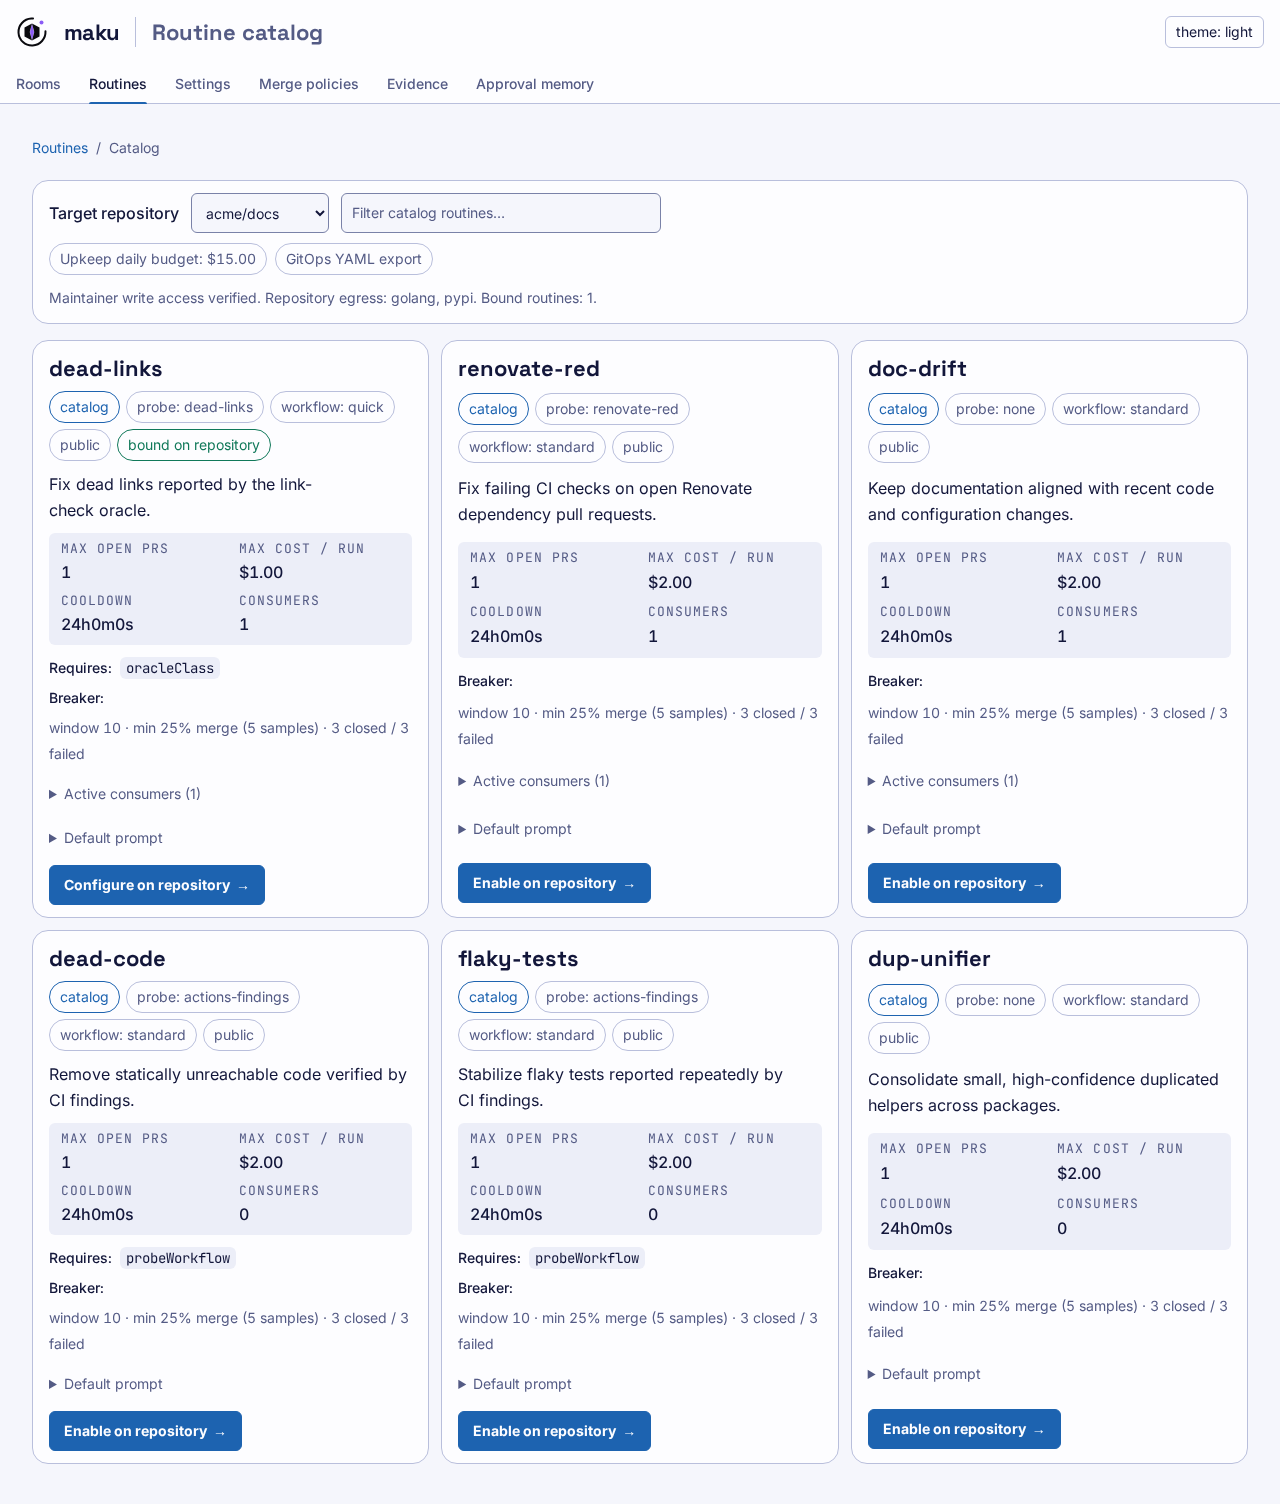 maku
Routine catalog
theme: light
Rooms
Routines
Settings
Merge policies
Evidence
Approval memory
Routines / Catalog
Target repository
acme/docs
Filter catalog routines...
Upkeep daily budget: $15.00
GitOps YAML export
Maintainer write access verified. Repository egress: golang, pypi. Bound routines: 1.
dead-links
catalog
probe: dead-links
workflow: quick
public
bound on repository
Fix dead links reported by the link-
check oracle.
MAX OPEN PRS
1
MAX COST / RUN
$1.00
COOLDOWN
24h0m0s
CONSUMERS
1
Requires: oracleClass
Breaker:
window 10 · min 25% merge (5 samples) · 3 closed / 3
failed
▶ Active consumers (1)
▶ Default prompt
Configure on repository →
renovate-red
catalog
probe: renovate-red
workflow: standard
public
Fix failing CI checks on open Renovate
dependency pull requests.
MAX OPEN PRS
1
MAX COST / RUN
$2.00
COOLDOWN
24h0m0s
CONSUMERS
1
Breaker:
window 10 · min 25% merge (5 samples) · 3 closed / 3
failed
▶ Active consumers (1)
▶ Default prompt
Enable on repository →
doc-drift
catalog
probe: none
workflow: standard
public
Keep documentation aligned with recent code
and configuration changes.
MAX OPEN PRS
1
MAX COST / RUN
$2.00
COOLDOWN
24h0m0s
CONSUMERS
1
Breaker:
window 10 · min 25% merge (5 samples) · 3 closed / 3
failed
▶ Active consumers (1)
▶ Default prompt
Enable on repository →
dead-code
catalog
probe: actions-findings
workflow: standard
public
Remove statically unreachable code verified by
CI findings.
MAX OPEN PRS
1
MAX COST / RUN
$2.00
COOLDOWN
24h0m0s
CONSUMERS
0
Requires: probeWorkflow
Breaker:
window 10 · min 25% merge (5 samples) · 3 closed / 3
failed
▶ Default prompt
Enable on repository →
flaky-tests
catalog
probe: actions-findings
workflow: standard
public
Stabilize flaky tests reported repeatedly by
CI findings.
MAX OPEN PRS
1
MAX COST / RUN
$2.00
COOLDOWN
24h0m0s
CONSUMERS
0
Requires: probeWorkflow
Breaker:
window 10 · min 25% merge (5 samples) · 3 closed / 3
failed
▶ Default prompt
Enable on repository →
dup-unifier
catalog
probe: none
workflow: standard
public
Consolidate small, high-confidence duplicated
helpers across packages.
MAX OPEN PRS
1
MAX COST / RUN
$2.00
COOLDOWN
24h0m0s
CONSUMERS
0
Breaker:
window 10 · min 25% merge (5 samples) · 3 closed / 3
failed
▶ Default prompt
Enable on repository →